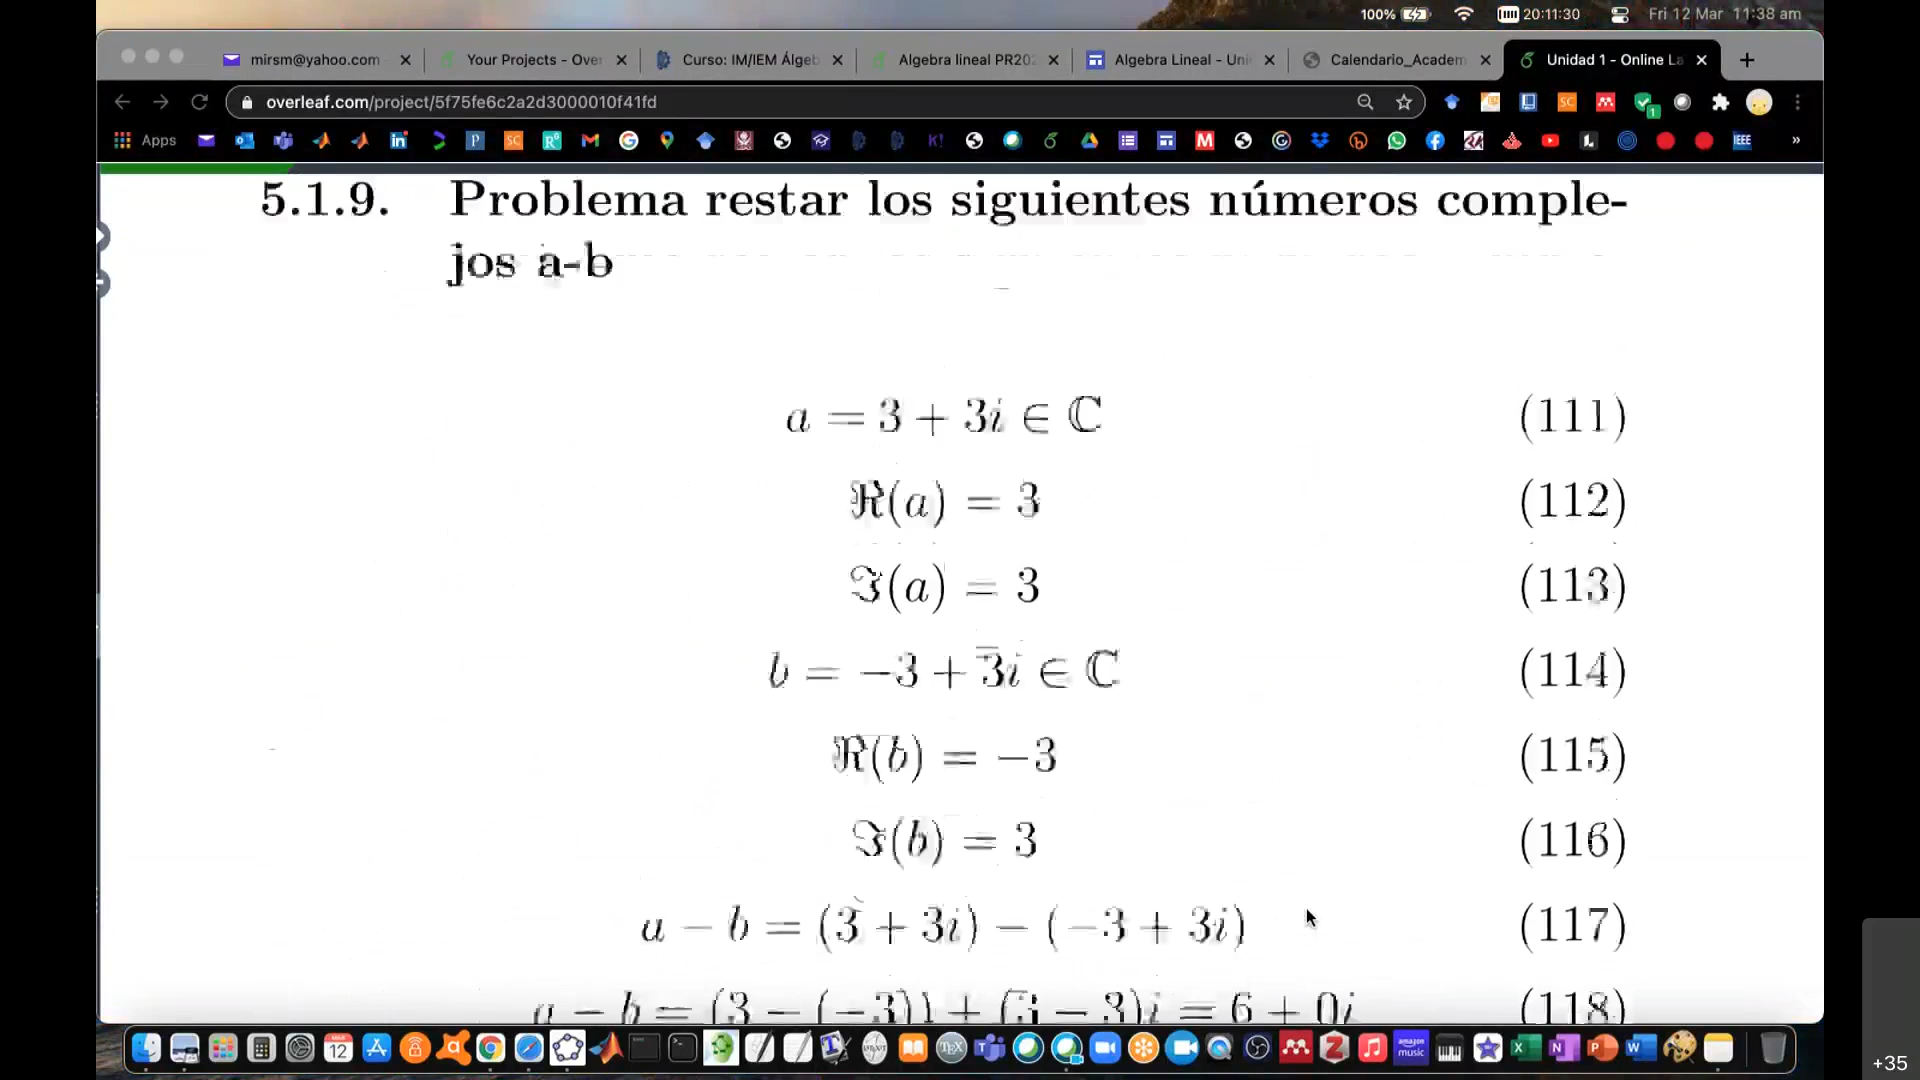 100% 20:11:30 Fri 12 Mar 11:38 am
mirsm@yahoo.com Your Projects - Ove Curso: IM/IEM Álgeb Algebra lineal PR202 Algebra Lineal - Uni Calendario_Academ Unidad 1 - Online La
overleaf.com/project/5f75fe6c2a2d3000010f41fd
Apps
5.1.9. Problema restar los siguientes números comple-
jos a-b
a = 3 + 3i ∈ ℂ (111)
ℜ(a) = 3 (112)
ℑ(a) = 3 (113)
b = −3 + 3i ∈ ℂ (114)
ℜ(b) = −3 (115)
ℑ(b) = 3 (116)
a − b = (3 + 3i) − (−3 + 3i) (117)
a − b = (3 − (−3)) + (3 − 3)i = 6 + 0i (118)
+35